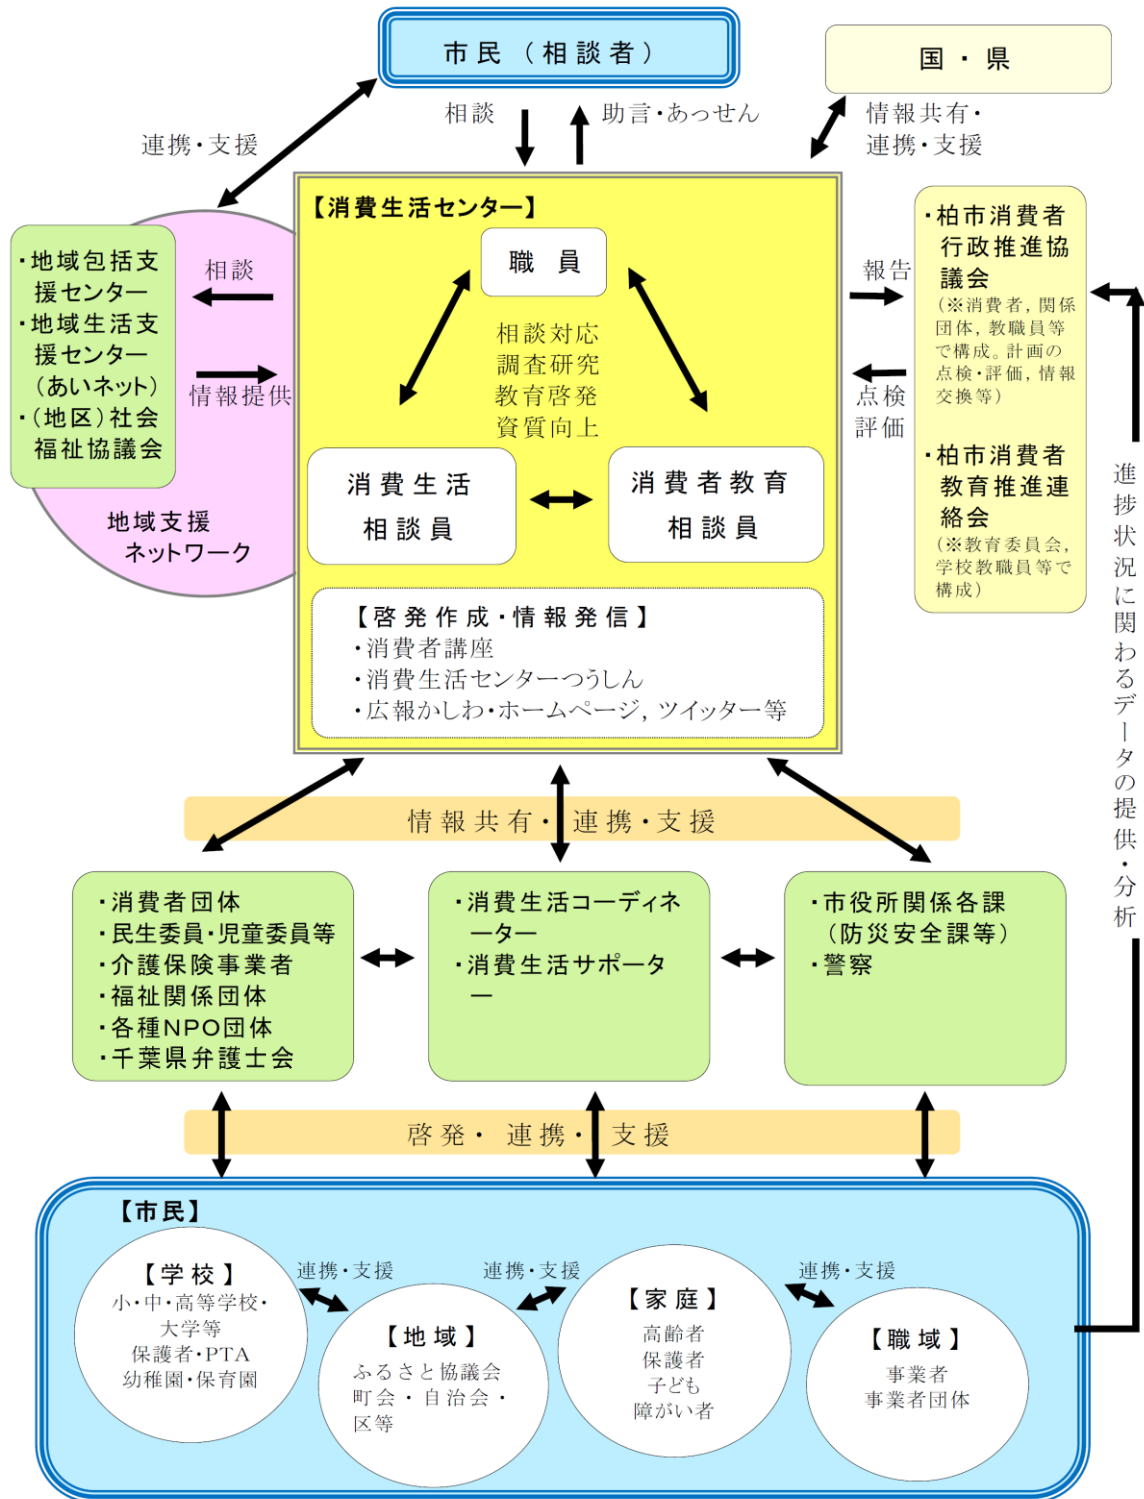 市民（相談者）
国・県
相談
助言・あっせん
情報共有・
連携・支援
連携・支援
【消費生活センター】
職員
相談対応
調査研究
教育啓発
資質向上
消費生活
相談員
消費者教育
相談員
【啓発作成・情報発信】
・消費者講座
・消費生活センターつうしん
・広報かしわ・ホームページ，ツイッター等
・地域包括支
援センター
・地域生活支
援センター
（あいネット）
・（地区）社会
福祉協議会
相談
情報提供
地域支援
ネットワーク
報告
点検
評価
・柏市消費者
行政推進協
議会
（※消費者，関係
団体，教職員等
で構成。計画の
点検・評価，情報
交換等）
・柏市消費者
教育推進連
絡会
（※教育委員会，
学校教職員等で
構成）
進捗状況に関わるデータの提供・分析
情報共有・連携・支援
・消費者団体
・民生委員・児童委員等
・介護保険事業者
・福祉関係団体
・各種NPO団体
・千葉県弁護士会
・消費生活コーディネ
ーター
・消費生活サポータ
ー
・市役所関係各課
（防災安全課等）
・警察
啓発・連携・支援
【市民】
【学校】
小・中・高等学校・
大学等
保護者・PTA
幼稚園・保育園
連携・支援
【地域】
ふるさと協議会
町会・自治会・
区等
連携・支援
【家庭】
高齢者
保護者
子ども
障がい者
連携・支援
【職域】
事業者
事業者団体